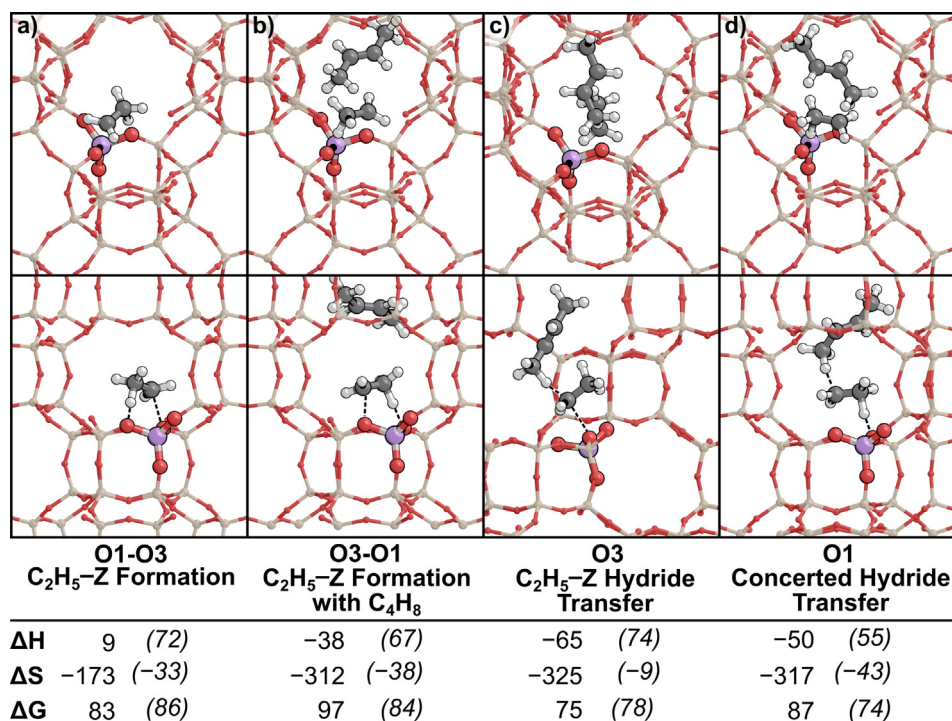 a) b) c) d)
O1-O3 O3-O1 O3 O1
C₂H₅–Z Formation C₂H₅–Z Formation C₂H₅–Z Hydride Concerted Hydride
with C₄H₈ Transfer Transfer
ΔH 9 (72) −38 (67) −65 (74) −50 (55)
ΔS −173 (−33) −312 (−38) −325 (−9) −317 (−43)
ΔG 83 (86) 97 (84) 75 (78) 87 (74)